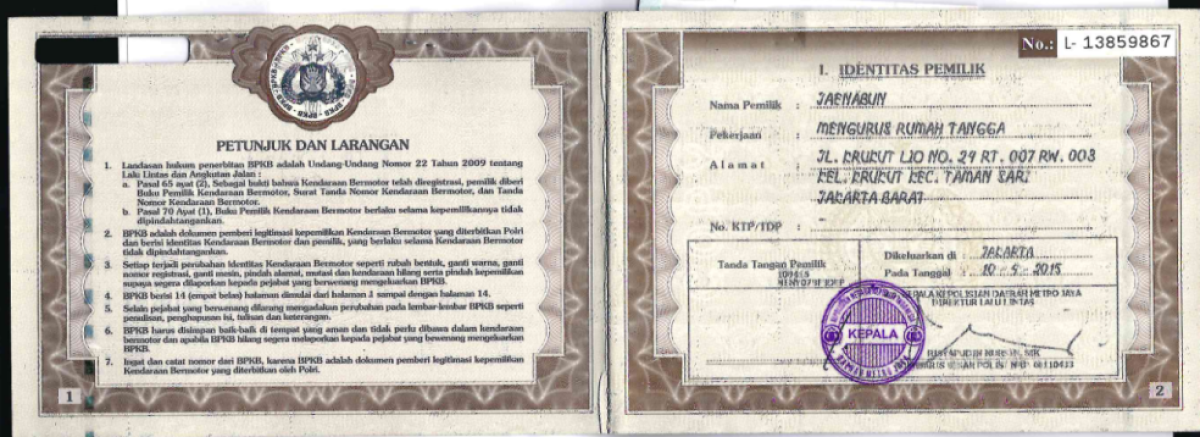 PETUNJUK DAN LARANGAN
1. Landasan hukum penerbitan BPKB adalah Undang-Undang Nomor 22 Tahun 2009 tentang
Lalu Lintas dan Angkutan Jalan :
a. Pasal 65 ayat (2), Sebagai bukti bahwa Kendaraan Bermotor telah diregistrasi, pemilik diberi
Buku Pemilik Kendaraan Bermotor, Surat Tanda Nomor Kendaraan Bermotor, dan Tanda
Nomor Kendaraan Bermotor.
b. Pasal 70 Ayat (1), Buku Pemilik Kendaraan Bermotor berlaku selama kepemilikannya tidak
dipindahtangankan.
2. BPKB adalah dokumen pemberi legitimasi kepemilikan Kendaraan Bermotor yang diterbitkan Polri
dan berisi identitas Kendaraan Bermotor dan pemilik, yang berlaku selama Kendaraan Bermotor
tidak dipindahtangankan.
3. Setiap terjadi perubahan identitas Kendaraan Bermotor seperti rubah bentuk, ganti warna, ganti
nomor registrasi, ganti mesin, pindah alamat, mutasi dan kendaraan hilang serta pindah kepemilikan
supaya segera dilaporkan kepada pejabat yang berwenang mengeluarkan BPKB.
4. BPKB berisi 14 (empat belas) halaman dimulai dari halaman 1 sampai dengan halaman 14.
5. Selain pejabat yang berwenang dilarang mengadakan perubahan pada lembar-lembar BPKB seperti
penulisan, penghapusan isi, tulisan dan keterangan.
6. BPKB harus disimpan baik-baik di tempat yang aman dan tidak perlu dibawa dalam kendaraan
bermotor dan apabila BPKB hilang segera melaporkan kepada pejabat yang berwenang mengeluarkan
BPKB.
7. Ingat dan catat nomor dari BPKB, karena BPKB adalah dokumen pemberi legitimasi kepemilikan
Kendaraan Bermotor yang diterbitkan oleh Polri.
1
No.: L- 13859867
I. IDENTITAS PEMILIK
Nama Pemilik : JAENABUN
Pekerjaan : MENGURUS RUMAH TANGGA
Alamat : JL. KRUKUT LIO NO. 29 RT. 007 RW. 003
KEL. KRUKUT KEC. TAMAN SARI
JAKARTA BARAT
No. KTP/TDP : -
Tanda Tangan Pemilik
Dikeluarkan di : JAKARTA
Pada Tanggal : 10 - 9 - 2015
KEPALA KEPOLISIAN DAERAH METRO JAYA
DIREKTUR LALU LINTAS
KEPALA
2